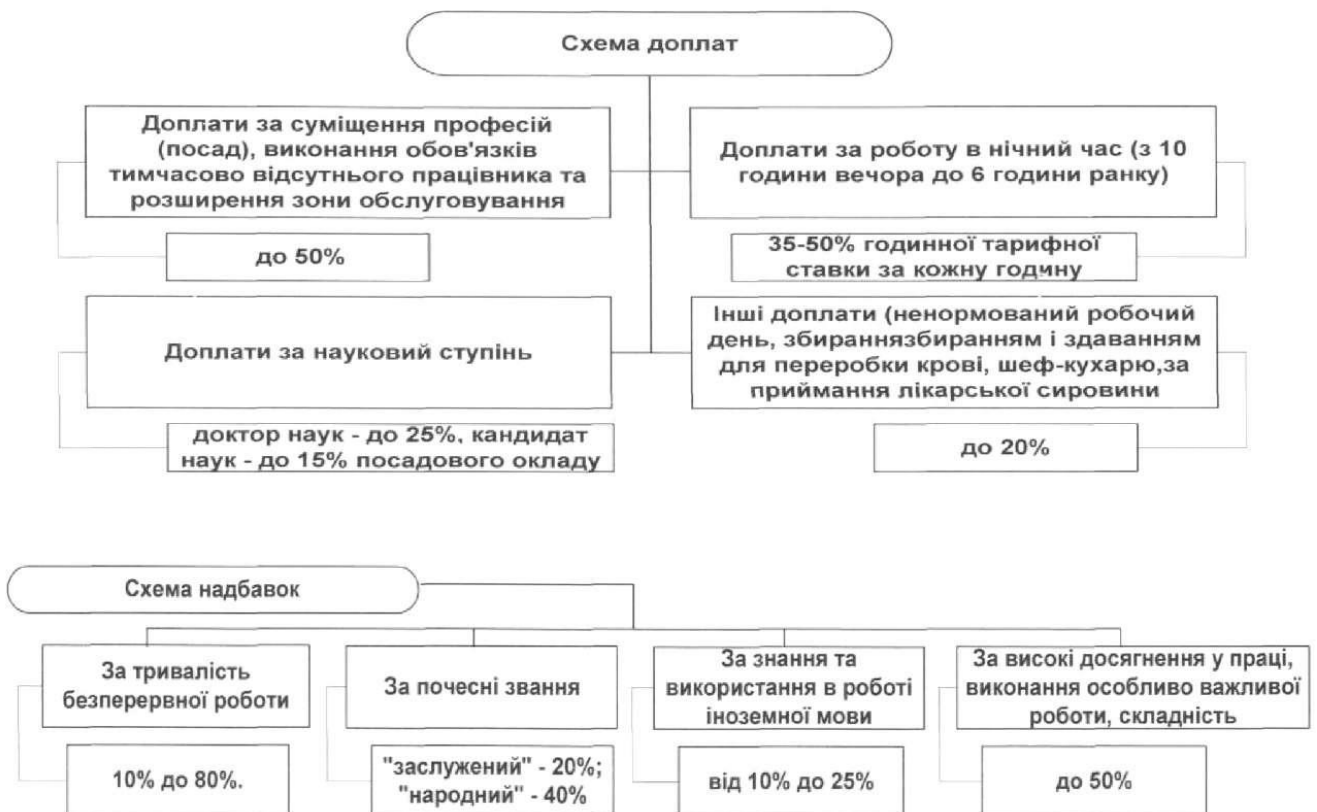 Схема доплат
Доплати за суміщення професій
(посад), виконання обов'язків
тимчасово відсутнього працівника та
розширення зони обслуговування
до 50%
Доплати за роботу в нічний час (з 10
години вечора до 6 години ранку)
35-50% годинної тарифної
ставки за кожну годину
Доплати за науковий ступінь
доктор наук - до 25%, кандидат
наук - до 15% посадового окладу
Інші доплати (ненормований робочий
день, збираннязбиранням і здаванням
для переробки крові, шеф-кухарю,за
приймання лікарської сировини
до 20%
Схема надбавок
За тривалість
безперервної роботи
10% до 80%.
За почесні звання
"заслужений" - 20%;
"народний" - 40%
За знання та
використання в роботі
іноземної мови
від 10% до 25%
За високі досягнення у праці,
виконання особливо важливої
роботи, складність
до 50%